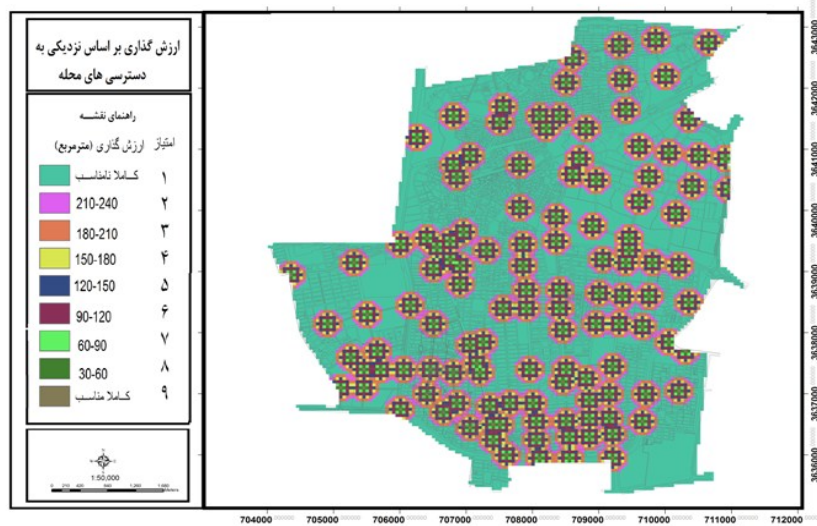 ارزش گذاری بر اساس نزدیکی به
دسترسی های محله
راهنمای نقشه
امتیاز ارزش گذاری (مترمربع)
۱ کاملا نامناسب
۲ 210-240
۳ 180-210
۴ 150-180
۵ 120-150
۶ 90-120
۷ 60-90
۸ 30-60
۹ کاملا مناسب
1:50,000
3643000
3642000
3641000
3640000
3639000
3638000
3637000
3636000
704000 705000 706000 707000 708000 709000 710000 711000 712000